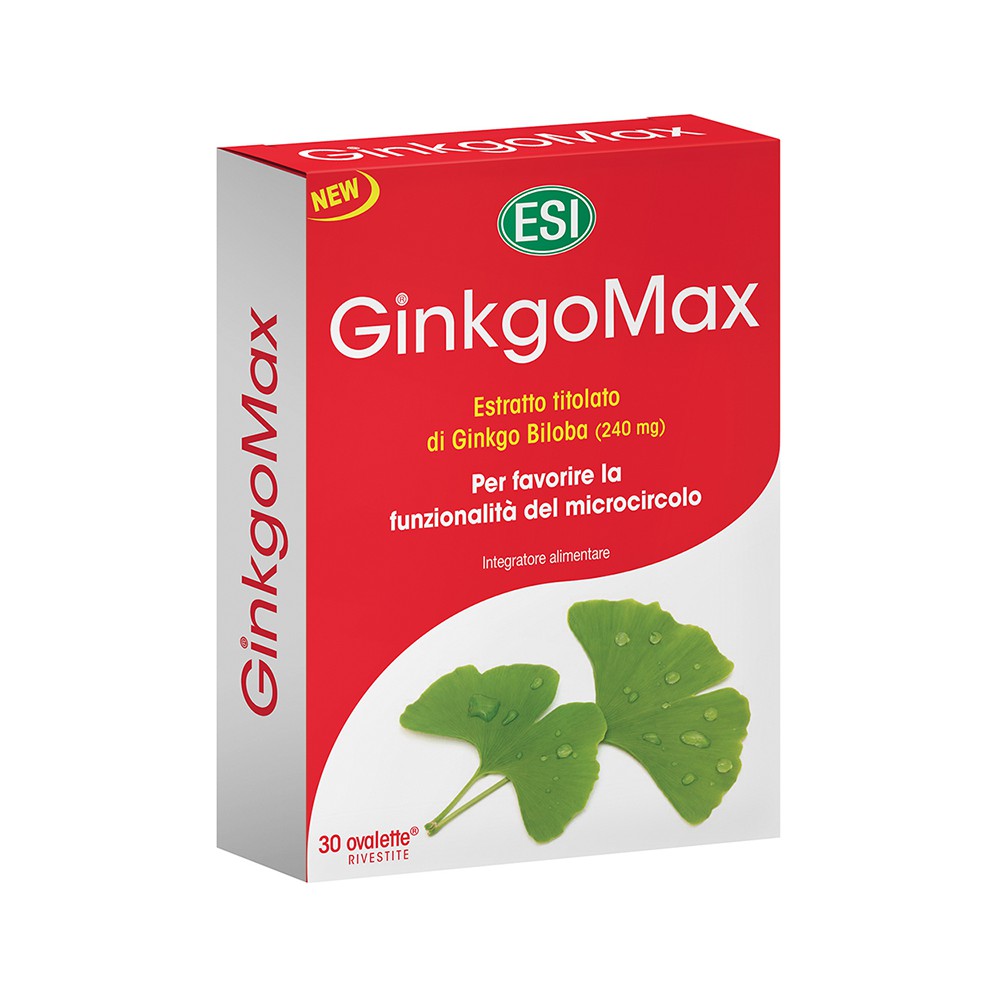 GinkgoMax
NEW
ESI
GinkgoMax®
Estratto titolato
di Ginkgo Biloba (240 mg)
Per favorire la
funzionalità del microcircolo
Integratore alimentare
30 ovalette®
RIVESTITE
GinkgoMax®